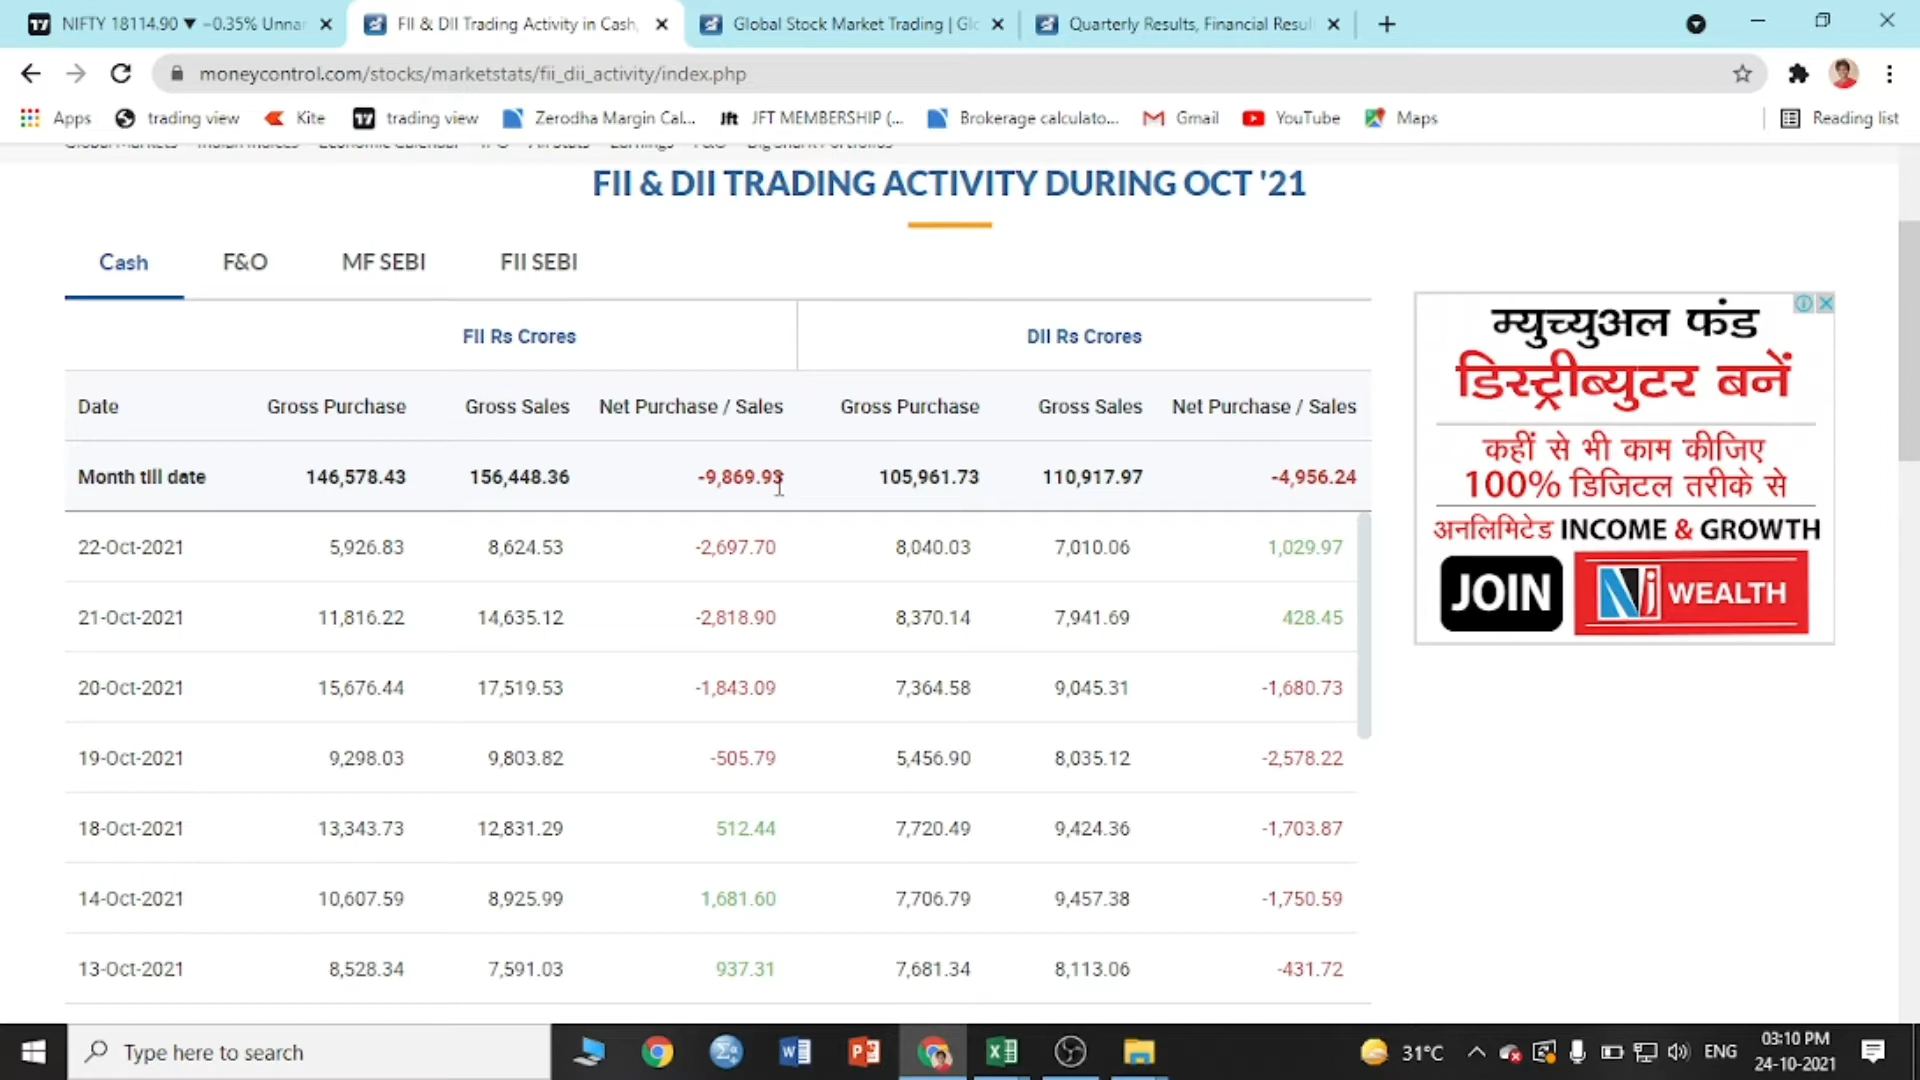 NIFTY 18114.90 ▼ −0.35% Unnar
FII & DII Trading Activity in Cash,
Global Stock Market Trading | Glo
Quarterly Results, Financial Resul
moneycontrol.com/stocks/marketstats/fii_dii_activity/index.php
Apps trading view Kite trading view Zerodha Margin Cal... JFT MEMBERSHIP (... Brokerage calculato... Gmail YouTube Maps Reading list
FII & DII TRADING ACTIVITY DURING OCT '21
Cash F&O MF SEBI FII SEBI
FII Rs Crores DII Rs Crores
Date Gross Purchase Gross Sales Net Purchase / Sales Gross Purchase Gross Sales Net Purchase / Sales
Month till date 146,578.43 156,448.36 -9,869.93 105,961.73 110,917.97 -4,956.24
22-Oct-2021 5,926.83 8,624.53 -2,697.70 8,040.03 7,010.06 1,029.97
21-Oct-2021 11,816.22 14,635.12 -2,818.90 8,370.14 7,941.69 428.45
20-Oct-2021 15,676.44 17,519.53 -1,843.09 7,364.58 9,045.31 -1,680.73
19-Oct-2021 9,298.03 9,803.82 -505.79 5,456.90 8,035.12 -2,578.22
18-Oct-2021 13,343.73 12,831.29 512.44 7,720.49 9,424.36 -1,703.87
14-Oct-2021 10,607.59 8,925.99 1,681.60 7,706.79 9,457.38 -1,750.59
13-Oct-2021 8,528.34 7,591.03 937.31 7,681.34 8,113.06 -431.72
म्युच्युअल फंड
डिस्ट्रीब्युटर बनें
कहीं से भी काम कीजिए
100% डिजिटल तरीके से
अनलिमिटेड INCOME & GROWTH
JOIN NJ WEALTH
Type here to search
31°C ENG 03:10 PM
24-10-2021